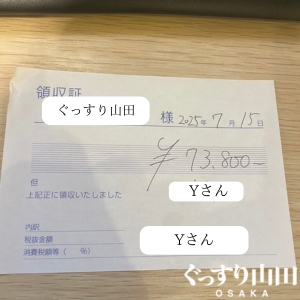 領収証
ぐっすり山田 様 2025年 7月 15日
¥73,800-
但
上記正に領収いたしました
Yさん
内訳
税抜金額
消費税額等( %)
Yさん
ぐっすり山田
OSAKA